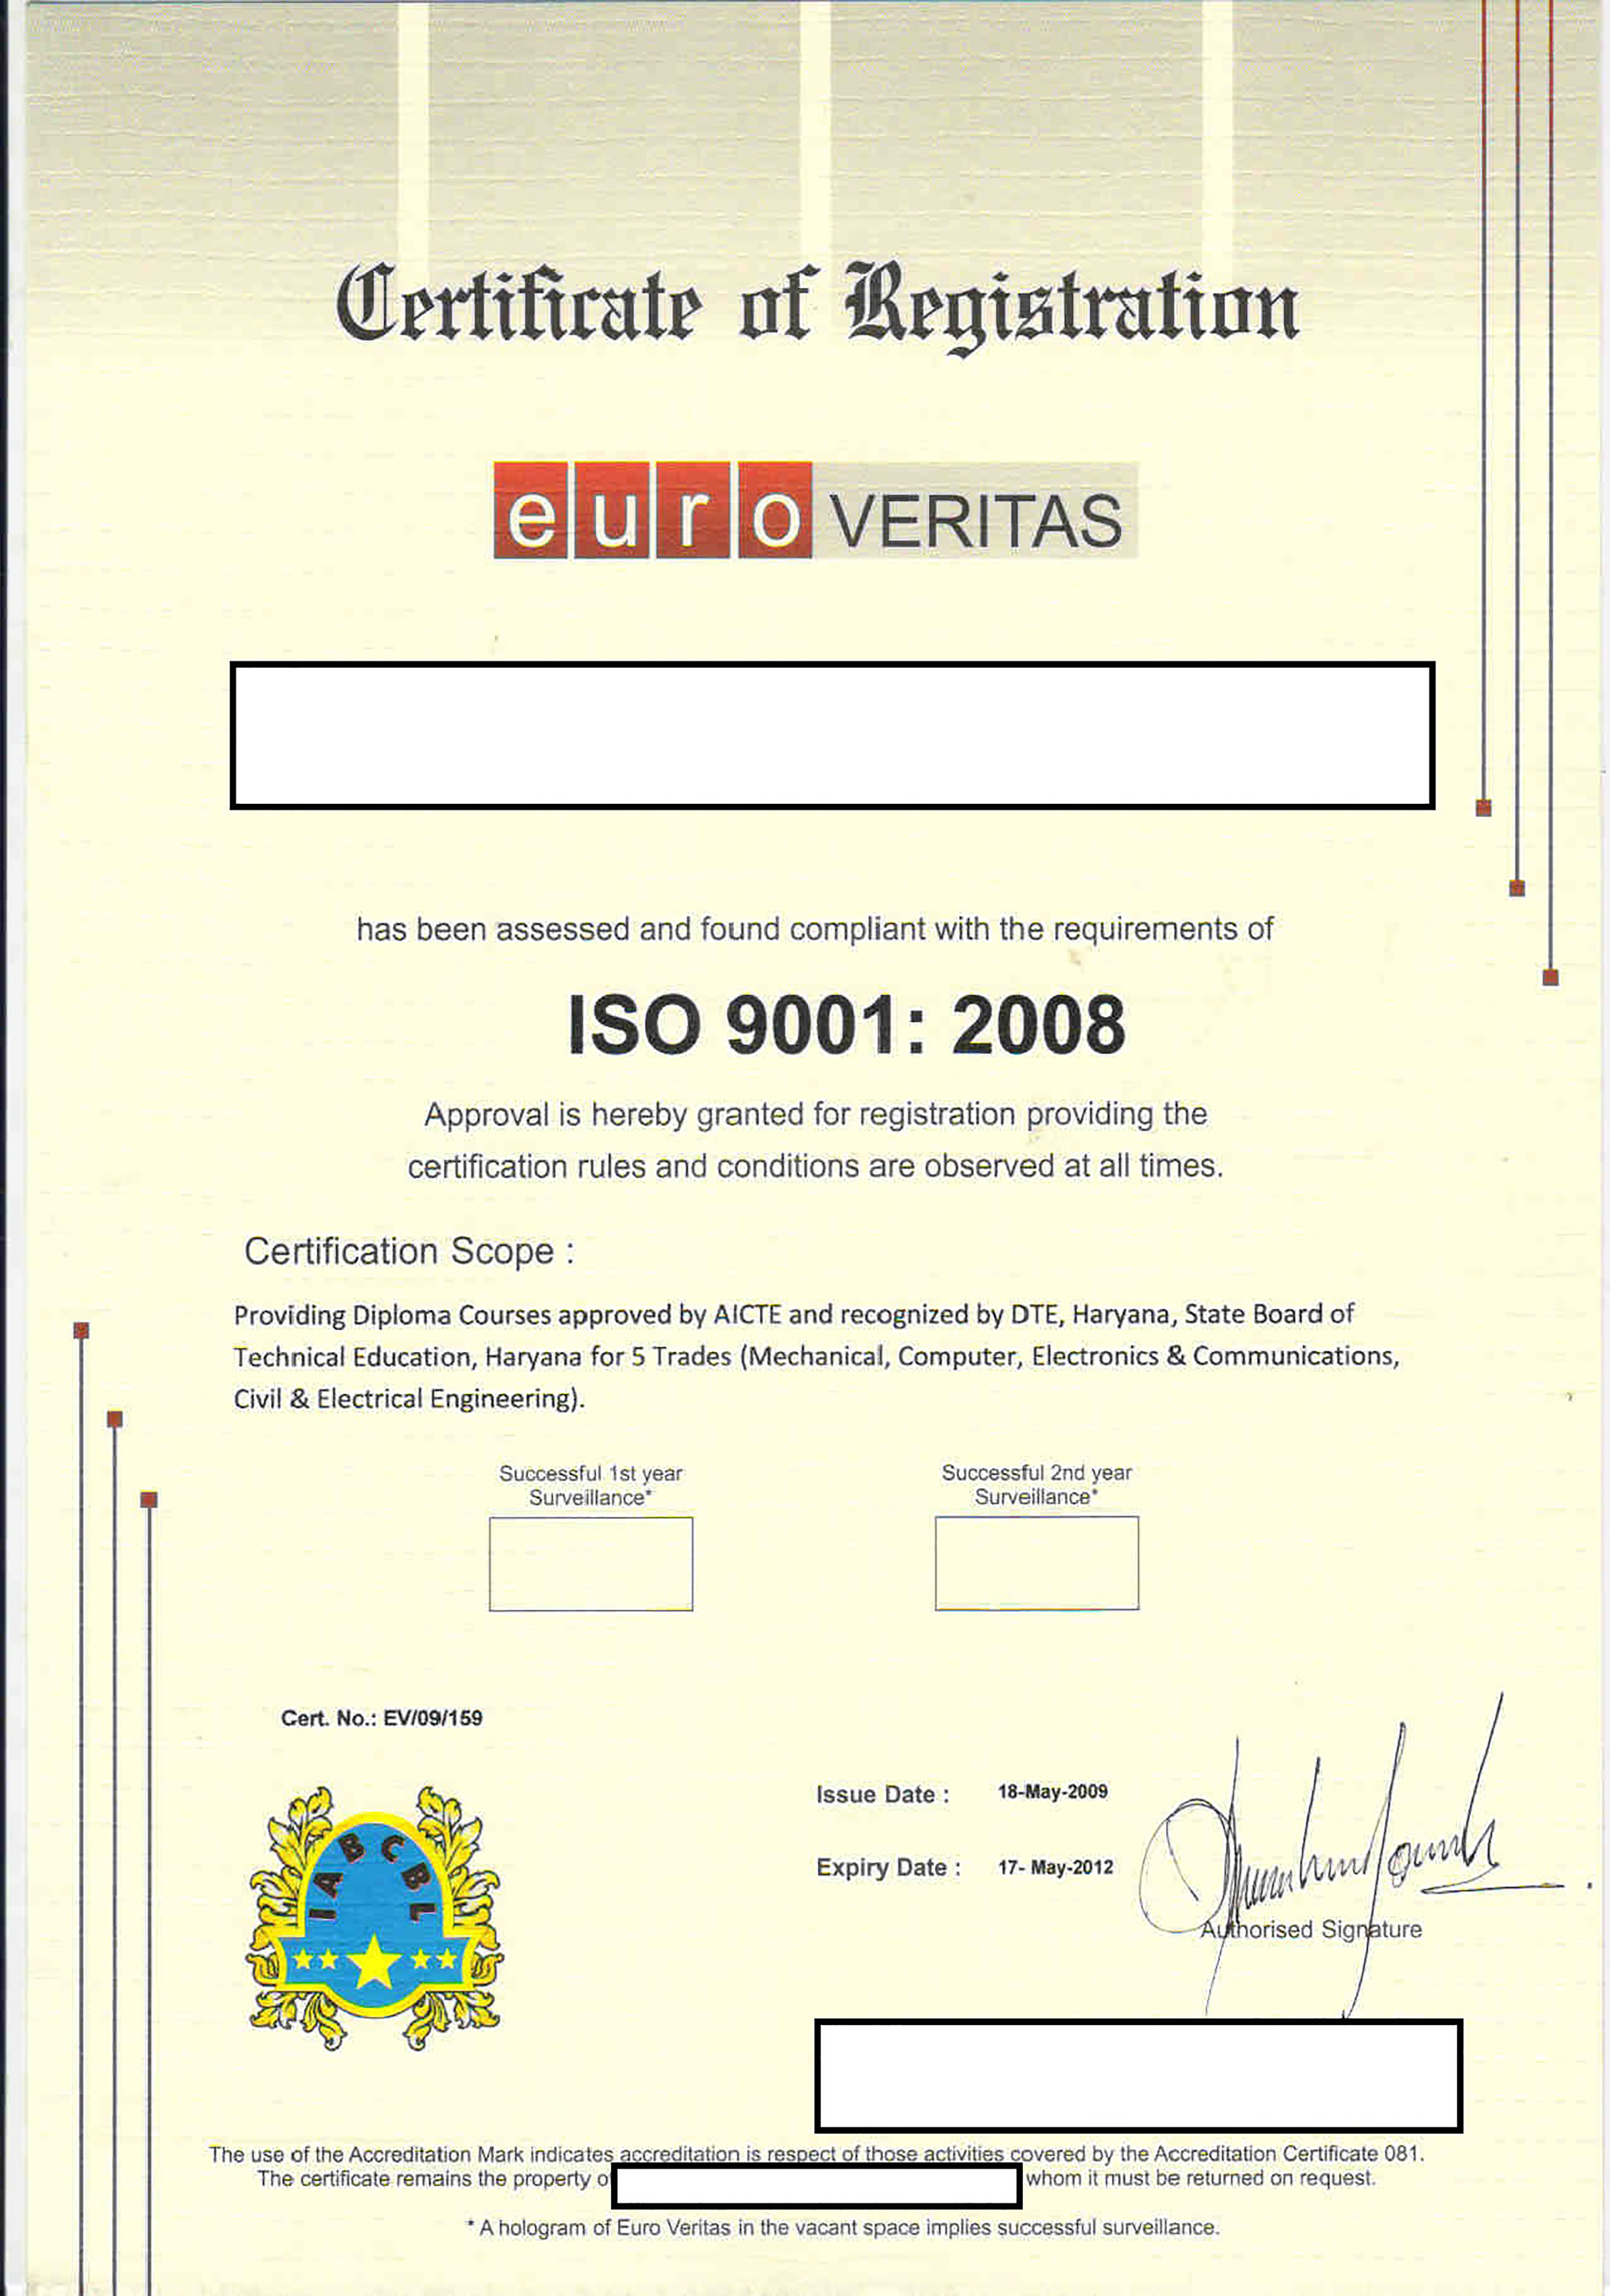 Certificate of Registration
euro VERITAS
has been assessed and found compliant with the requirements of
ISO 9001: 2008
Approval is hereby granted for registration providing the
certification rules and conditions are observed at all times.
Certification Scope :
Providing Diploma Courses approved by AICTE and recognized by DTE, Haryana, State Board of
Technical Education, Haryana for 5 Trades (Mechanical, Computer, Electronics & Communications,
Civil & Electrical Engineering).
Successful 1st year
Surveillance*
Successful 2nd year
Surveillance*
Cert. No.: EV/09/159
IABCBL
Issue Date : 18-May-2009
Expiry Date : 17- May-2012
Authorised Signature
The use of the Accreditation Mark indicates accreditation is respect of those activities covered by the Accreditation Certificate 081.
The certificate remains the property o whom it must be returned on request.
* A hologram of Euro Veritas in the vacant space implies successful surveillance.